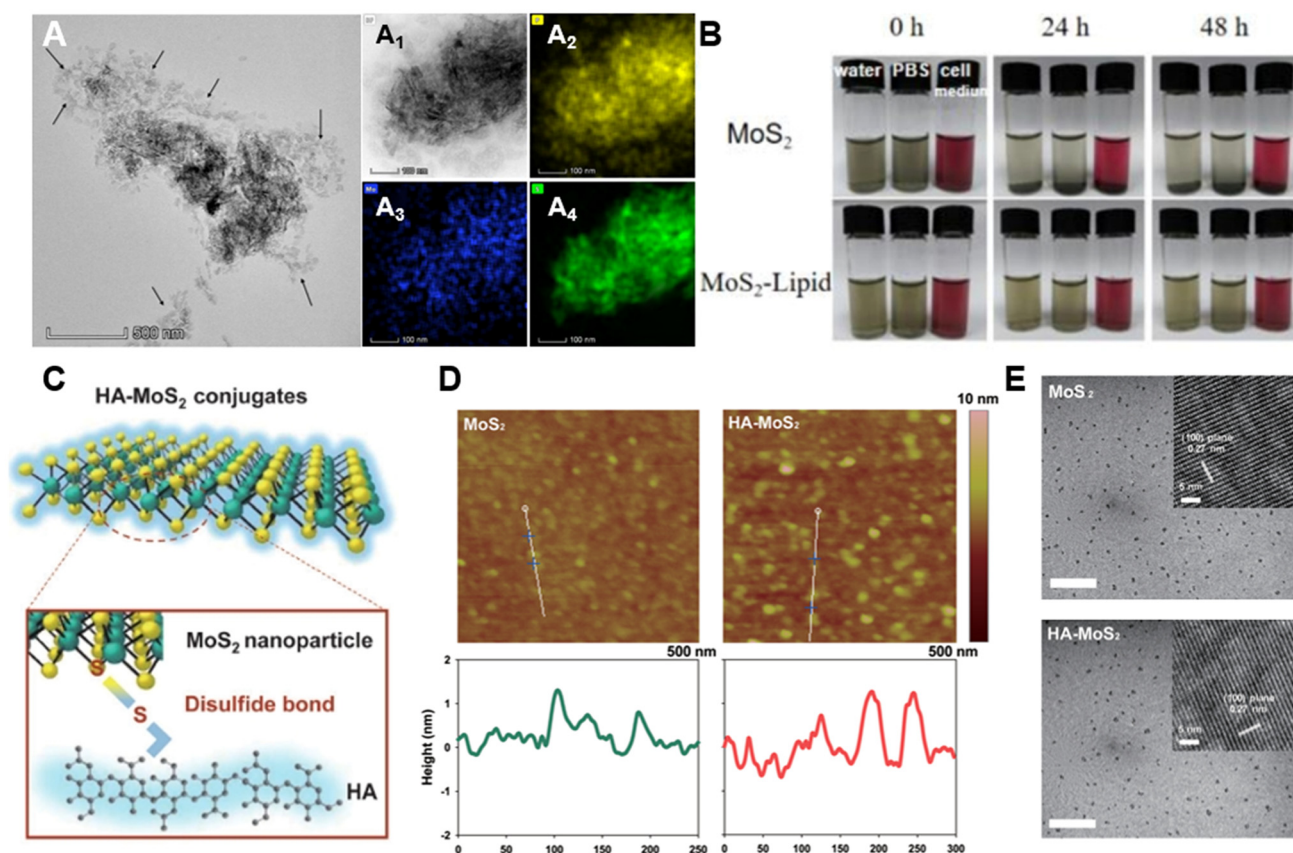 A
500 nm
A1
100 nm
A2
100 nm
Mo
A3
100 nm
A4
100 nm
B
0 h
24 h
48 h
water
PBS
cell
medium
MoS2
MoS2-Lipid
C
HA-MoS2 conjugates
MoS2 nanoparticle
S
S
Disulfide bond
HA
D
10 nm
MoS2
HA-MoS2
500 nm
500 nm
Height (nm)
2
1
0
-1
-2
0
50
100
150
200
250
0
50
100
150
200
250
300
E
MoS2
(100) plane
0.27 nm
5 nm
HA-MoS2
(100) plane
0.27 nm
5 nm